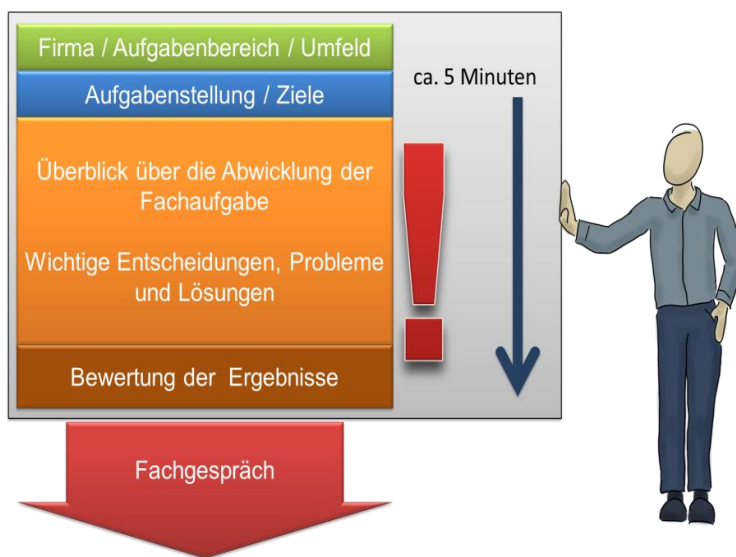 Firma / Aufgabenbereich / Umfeld
Aufgabenstellung / Ziele
ca. 5 Minuten
Überblick über die Abwicklung der
Fachaufgabe
Wichtige Entscheidungen, Probleme
und Lösungen
!
Bewertung der Ergebnisse
Fachgespräch